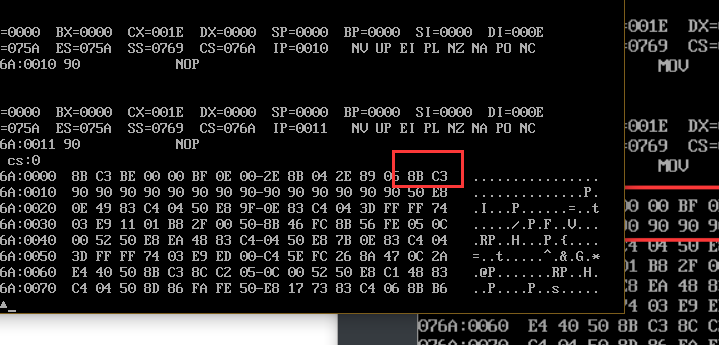 =0000  BX=0000  CX=001E  DX=0000  SP=0000  BP=0000  SI=0000  DI=000E
=075A  ES=075A  SS=0769  CS=076A  IP=0010   NV UP EI PL NZ NA PO NC
6A:0010 90            NOP
=0000  BX=0000  CX=001E  DX=0000  SP=0000  BP=0000  SI=0000  DI=000E
=075A  ES=075A  SS=0769  CS=076A  IP=0011   NV UP EI PL NZ NA PO NC
6A:0011 90            NOP
cs:0
6A:0000  8B C3 BE 00 00 BF 0E 00-2E 8B 04 2E 89 05 8B C3  ................
6A:0010  90 90 90 90 90 90 90 90-90 90 90 90 90 90 50 E8  ..............P.
6A:0020  0E 49 83 C4 04 50 E8 9F-0E 83 C4 04 3D FF FF 74  .I...P......=..t
6A:0030  03 E9 11 01 B8 2F 00 50-8B 46 FC 8B 56 FE 05 0C  ...../.P.F..V...
6A:0040  00 52 50 E8 EA 48 83 C4-04 50 E8 7B 0E 83 C4 04  .RP..H...P.{....
6A:0050  3D FF FF 74 03 E9 ED 00-C4 5E FC 26 8A 47 0C 2A  =..t.....^.&.G.*
6A:0060  E4 40 50 8B C3 8C C2 05-0C 00 52 50 E8 C1 48 83  .@P.......RP..H.
6A:0070  C4 04 50 8D 86 FA FE 50-E8 17 73 83 C4 06 8B B6  ..P....P..s.....
=001E  DX=
=0769  CS=
MOV
=001E  DX=
=0769  CS=
MOV
00 00 BF 0
90 90 90 9
04 50 E8
01 B8 2F 0
E8 EA 48 8
74 03 E9 E
076A:0060  E4 40 50 8B C3 8
076A:0070  C4 04 50 8D 86 FA